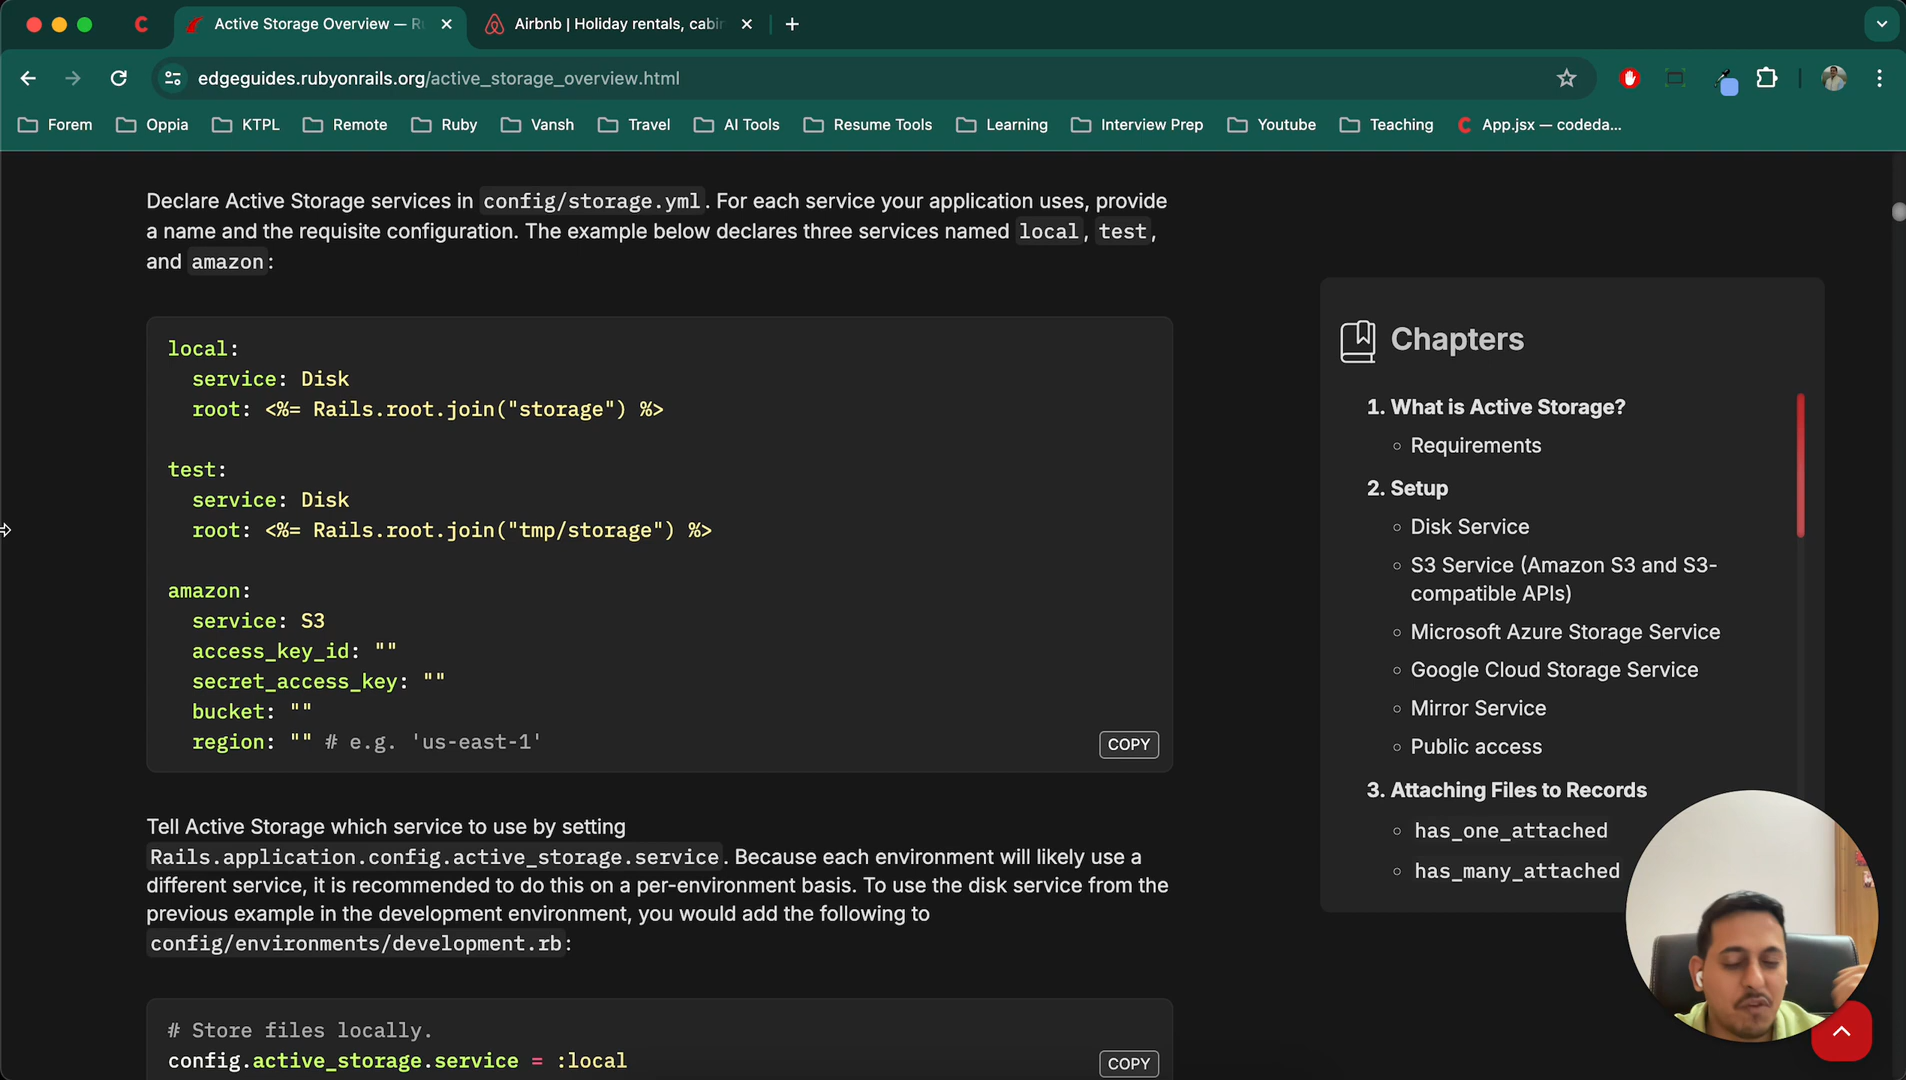 Active Storage Overview — Ru
Airbnb | Holiday rentals, cabin
edgeguides.rubyonrails.org/active_storage_overview.html
Forem
Oppia
KTPL
Remote
Ruby
Vansh
Travel
AI Tools
Resume Tools
Learning
Interview Prep
Youtube
Teaching
App.jsx — codeda...
Declare Active Storage services in config/storage.yml. For each service your application uses, provide
a name and the requisite configuration. The example below declares three services named local, test,
and amazon:
local:
  service: Disk
  root: <%= Rails.root.join("storage") %>
test:
  service: Disk
  root: <%= Rails.root.join("tmp/storage") %>
amazon:
  service: S3
  access_key_id: ""
  secret_access_key: ""
  bucket: ""
  region: "" # e.g. 'us-east-1'
COPY
Tell Active Storage which service to use by setting
Rails.application.config.active_storage.service. Because each environment will likely use a
different service, it is recommended to do this on a per-environment basis. To use the disk service from the
previous example in the development environment, you would add the following to
config/environments/development.rb:
# Store files locally.
config.active_storage.service = :local
COPY
Chapters
1. What is Active Storage?
Requirements
2. Setup
Disk Service
S3 Service (Amazon S3 and S3-
compatible APIs)
Microsoft Azure Storage Service
Google Cloud Storage Service
Mirror Service
Public access
3. Attaching Files to Records
has_one_attached
has_many_attached